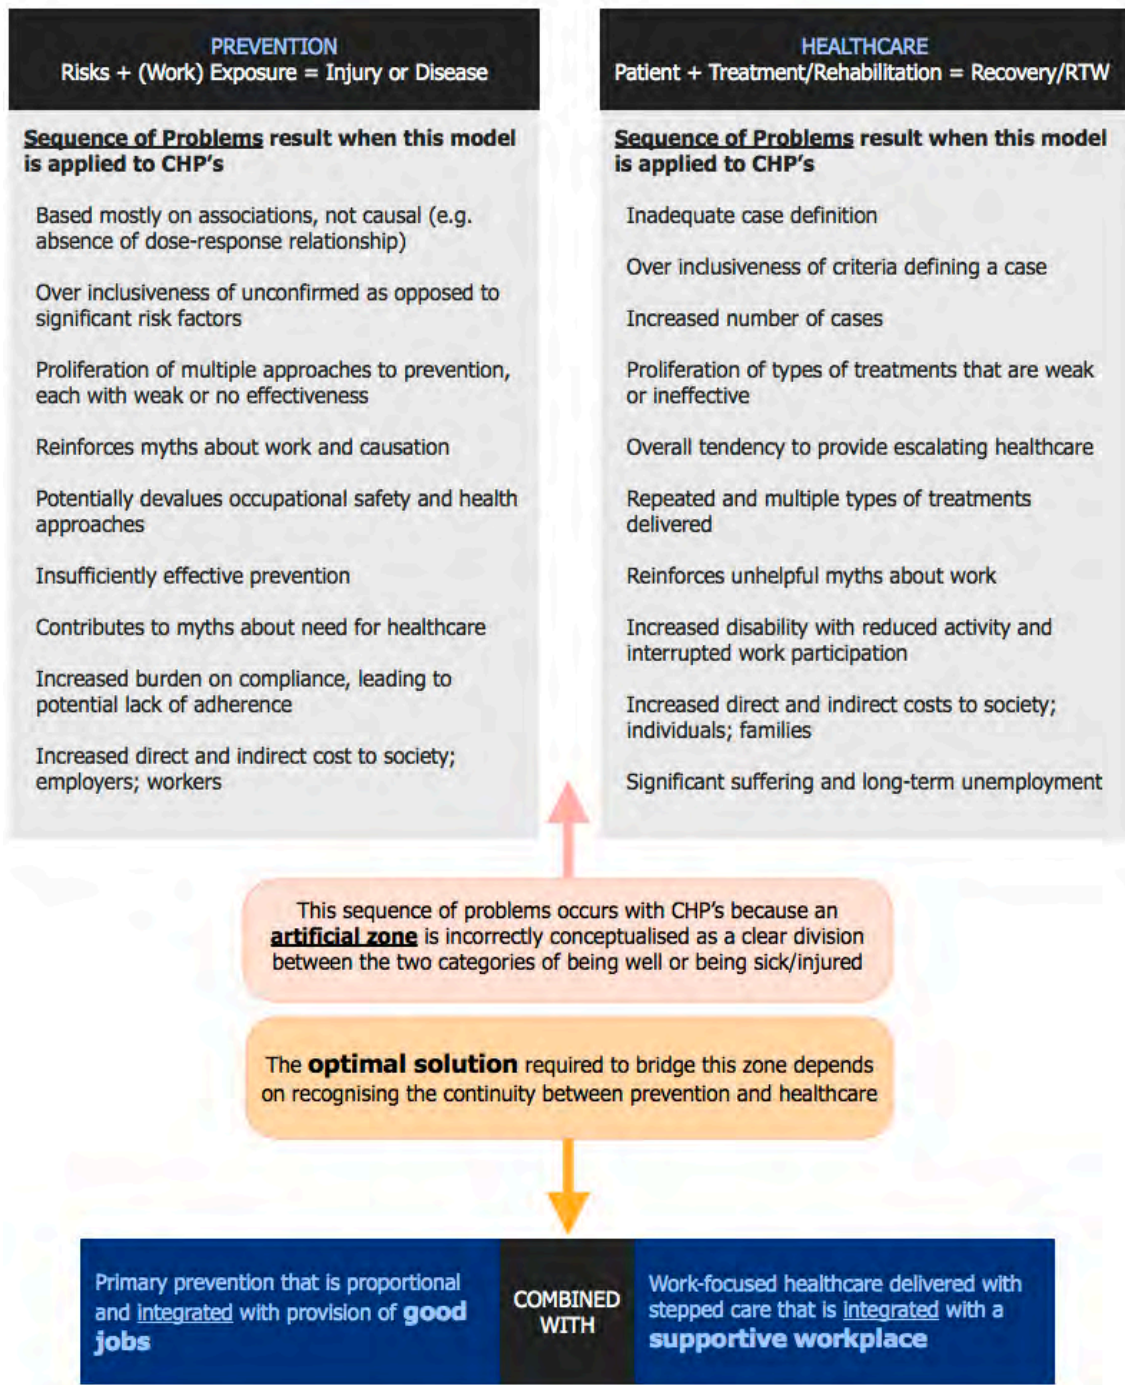 PREVENTION
Risks + (Work) Exposure = Injury or Disease
Sequence of Problems result when this model
is applied to CHP's
Based mostly on associations, not causal (e.g.
absence of dose-response relationship)
Over inclusiveness of unconfirmed as opposed to
significant risk factors
Proliferation of multiple approaches to prevention,
each with weak or no effectiveness
Reinforces myths about work and causation
Potentially devalues occupational safety and health
approaches
Insufficiently effective prevention
Contributes to myths about need for healthcare
Increased burden on compliance, leading to
potential lack of adherence
Increased direct and indirect cost to society;
employers; workers
HEALTHCARE
Patient + Treatment/Rehabilitation = Recovery/RTW
Sequence of Problems result when this model
is applied to CHP's
Inadequate case definition
Over inclusiveness of criteria defining a case
Increased number of cases
Proliferation of types of treatments that are weak
or ineffective
Overall tendency to provide escalating healthcare
Repeated and multiple types of treatments
delivered
Reinforces unhelpful myths about work
Increased disability with reduced activity and
interrupted work participation
Increased direct and indirect costs to society;
individuals; families
Significant suffering and long-term unemployment
This sequence of problems occurs with CHP's because an
artificial zone is incorrectly conceptualised as a clear division
between the two categories of being well or being sick/injured
The optimal solution required to bridge this zone depends
on recognising the continuity between prevention and healthcare
Primary prevention that is proportional
and integrated with provision of good
jobs
COMBINED
WITH
Work-focused healthcare delivered with
stepped care that is integrated with a
supportive workplace